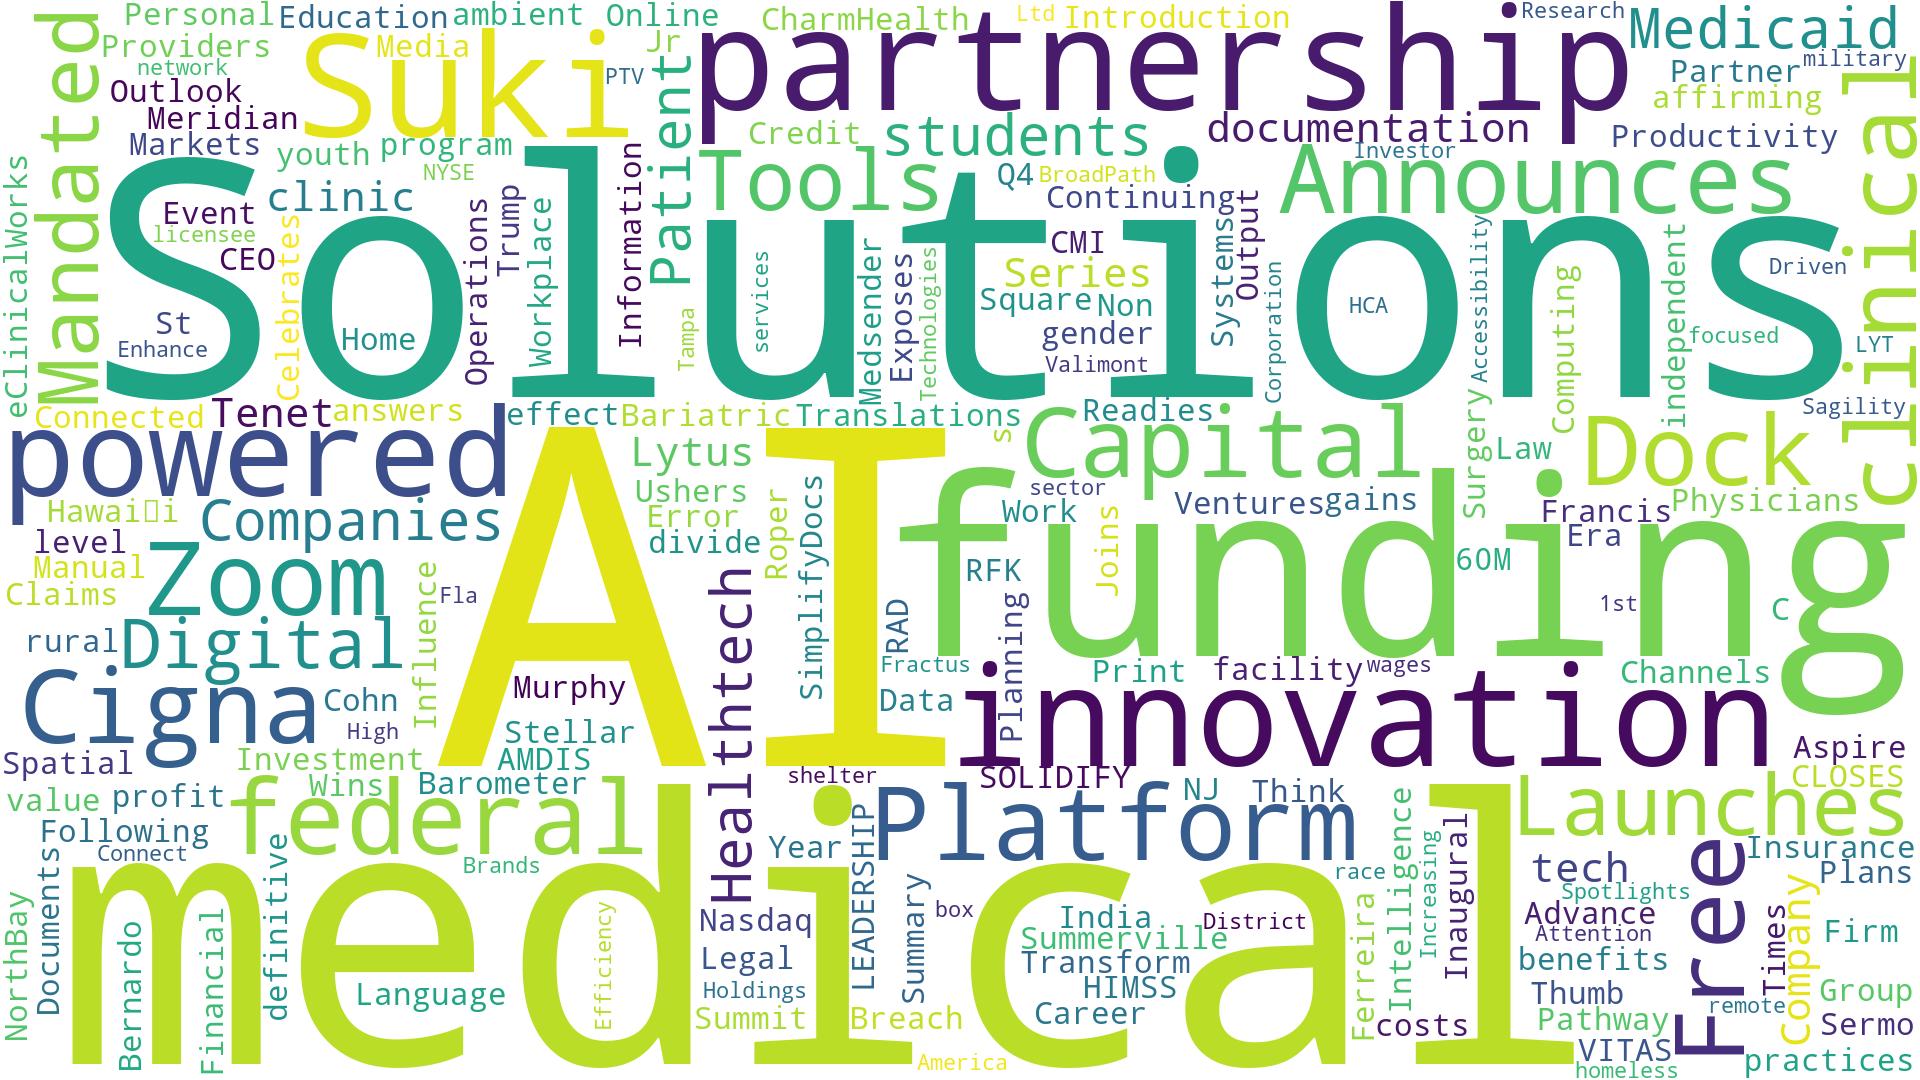 Personal
Education
ambient
Online
CharmHealth
Ltd
Introduction
Research
Medicaid
Providers
Suki
Media
Jr
partnership
military
network
PTV
Partner
Outlook
affirming
Meridian
Mandated
Markets
Patient
Credit
students
documentation
Productivity
clinical
youth
program
Tools
Investor
Announces
NYSE
Q4
BroadPath
eClinicalWorks
clinic
Continuing
Event
licensee
CEO
Celebrates
Operations
Trump
Workplace
Information
Solutions
services
Medsender
Exposes
Technologies
CMI
Series
Systems
Output
Accessibility
independent
Driven
Square
Non
Corporation
HCA
Computing
St
Enhance
Home
Tampa
gender
Valimont
focused
LYT
Connected
Tenet
answers
effect
Bariatric
Translations
Readies
Sagility
powered
AI
Lytus
s
Capital
Surgery
Law
Dock
Ushers
Roper
SimplifyDocs
sector
Hawai▯i
Companies
Error
funding
Work
Joins
Ventures
gains
Francis
Physicians
level
divide
Era
Manual
Zoom
Influence
Healthtech
RFK
6OM
Claims
Fla
RAD
Planning
1st
C
rural
Digital
Fractus
Print
facility
wages
Channels
Cigna
Cohn
Murphy
Data
innovation
High
Stellar
Spatial
Investment
AMDIS
Aspire
Wins
Barometer
shelter
SOLIDIFY
CLOSES
value
profit
federal
LEADERSHIP
Platform
NJ
Think
Intelligence
Launches
Following
Connect
definitive
Brands
Year
race
Increasing
Inaugural
tech
Free
Insurance
Plans
Documents
medical
Spotlights
NorthBay
Bernardo
Financial
Efficiency
Nasdaq
Summary
box
India
District
Ferreira
Advance
Attention
Times
Company
Firm
Summerville
Legal
Transform
benefits
Language
Holdings
HIMSS
Thumb
remote
Group
Summit
Breach
Career
costs
Pathway
Sermo
VITAS
America
homeless
practices